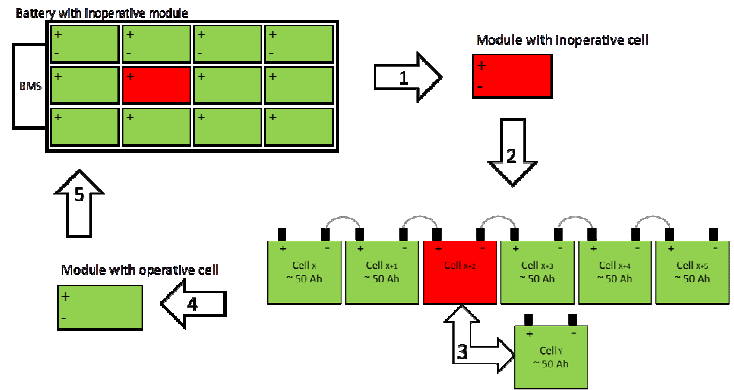 Battery with inoperative module
+ + + +
- - - -
BMS
+ + + +
+ + + +
1
Module with inoperative cell
+
-
2
+ - + - + - + - + - + -
Cell x Cell x+1 Cell x+2 Cell x+3 Cell x+4 Cell x+5
~ 50 Ah ~ 50 Ah ~ 50 Ah ~ 50 Ah ~ 50 Ah
3
+ -
Cell Y
~ 50 Ah
4
Module with operative cell
+
-
5